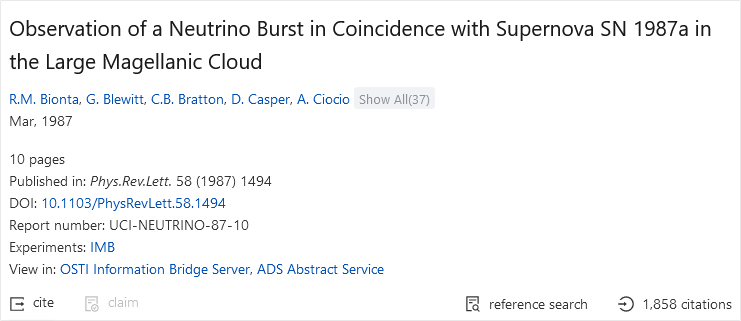 Observation of a Neutrino Burst in Coincidence with Supernova SN 1987a in
the Large Magellanic Cloud
R.M. Bionta, G. Blewitt, C.B. Bratton, D. Casper, A. Ciocio Show All(37)
Mar, 1987
10 pages
Published in: Phys.Rev.Lett. 58 (1987) 1494
DOI: 10.1103/PhysRevLett.58.1494
Report number: UCI-NEUTRINO-87-10
Experiments: IMB
View in: OSTI Information Bridge Server, ADS Abstract Service
cite claim reference search 1,858 citations